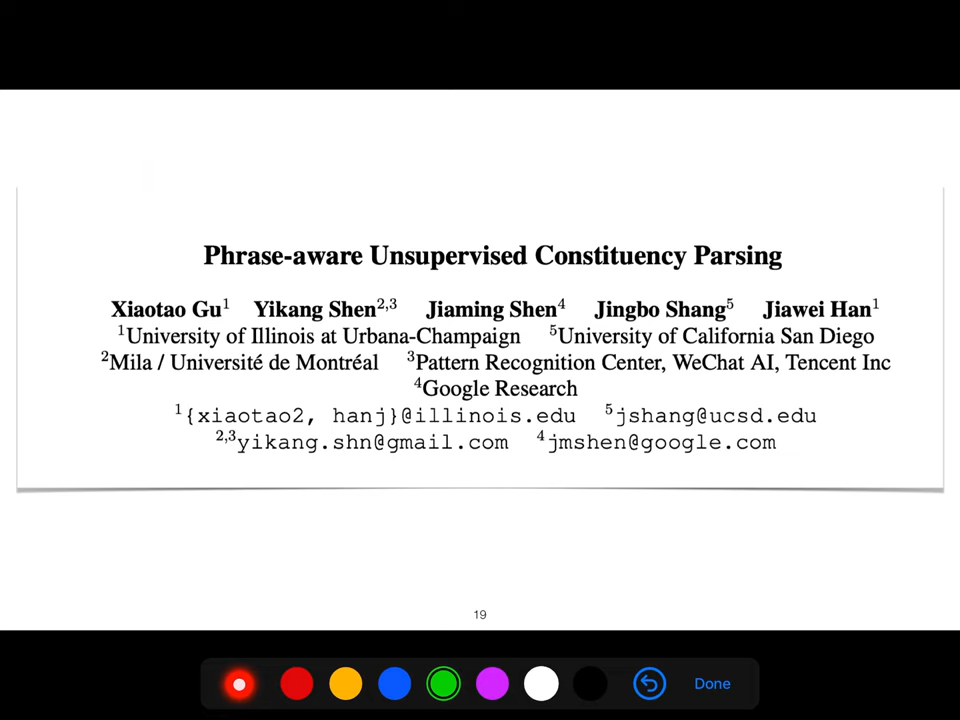 Phrase-aware Unsupervised Constituency Parsing
Xiaotao Gu¹ Yikang Shen²,³ Jiaming Shen⁴ Jingbo Shang⁵ Jiawei Han¹
¹University of Illinois at Urbana-Champaign ⁵University of California San Diego
²Mila / Université de Montréal ³Pattern Recognition Center, WeChat AI, Tencent Inc
⁴Google Research
¹{xiaotao2, hanj}@illinois.edu ⁵jshang@ucsd.edu
²,³yikang.shn@gmail.com ⁴jmshen@google.com
19
Done